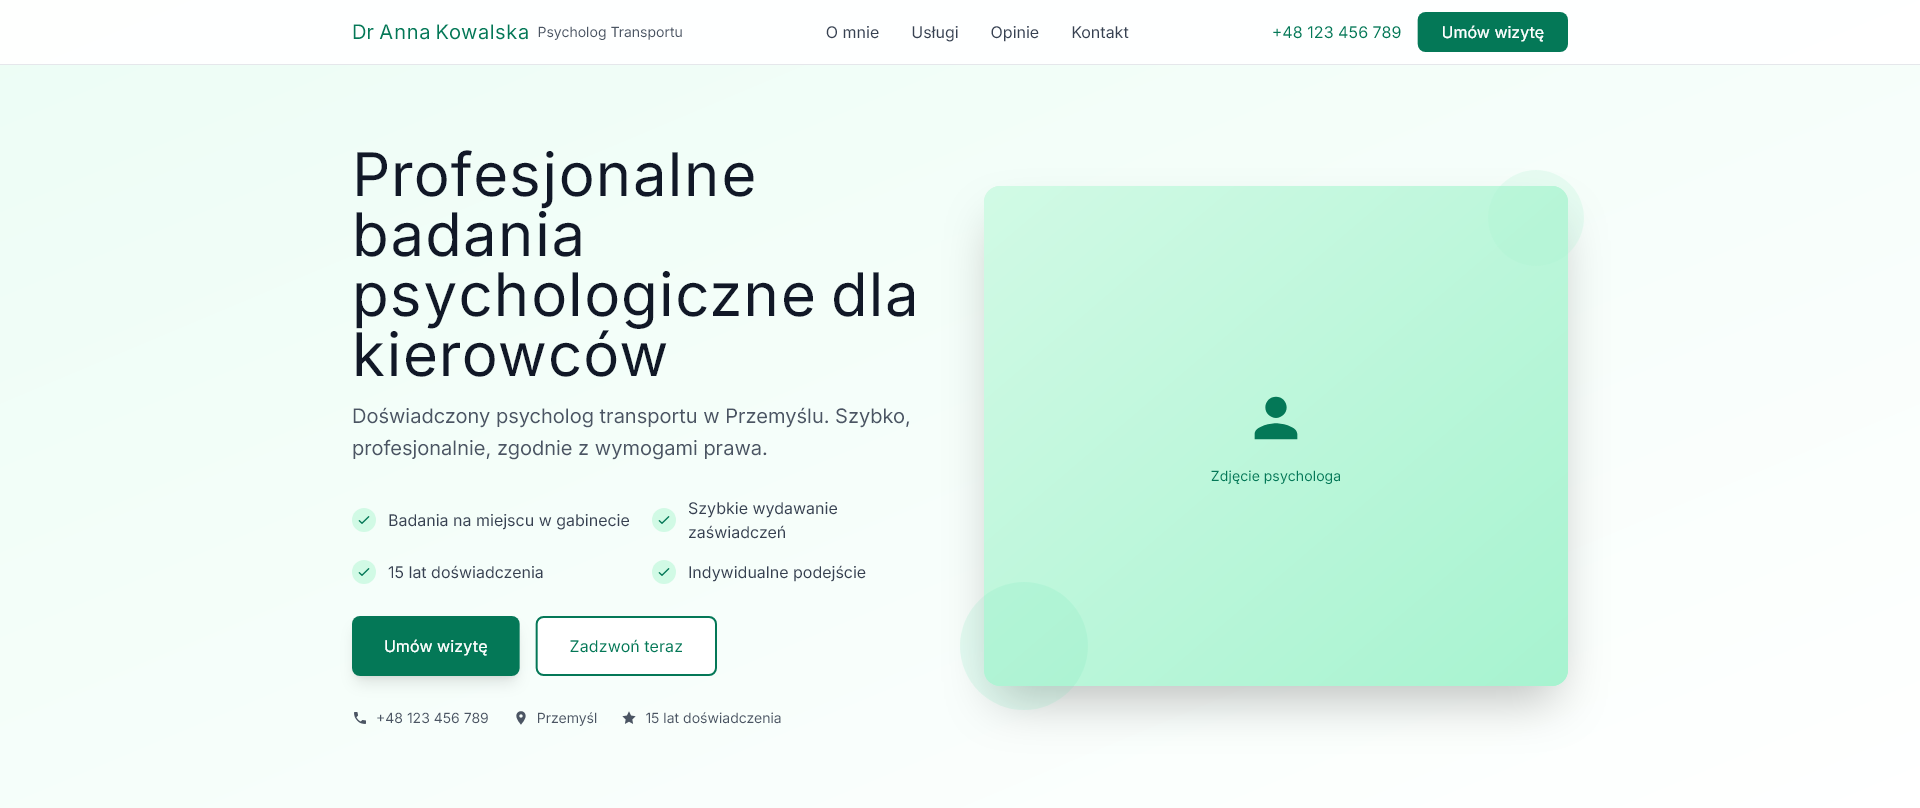 Dr Anna Kowalska Psycholog Transportu
O mnie Usługi Opinie Kontakt
+48 123 456 789
Umów wizytę
Profesjonalne
badania
psychologiczne dla
kierowców
Doświadczony psycholog transportu w Przemyślu. Szybko,
profesjonalnie, zgodnie z wymogami prawa.
Badania na miejscu w gabinecie
Szybkie wydawanie
zaświadczeń
15 lat doświadczenia
Indywidualne podejście
Umów wizytę
Zadzwoń teraz
+48 123 456 789
Przemyśl
15 lat doświadczenia
Zdjęcie psychologa